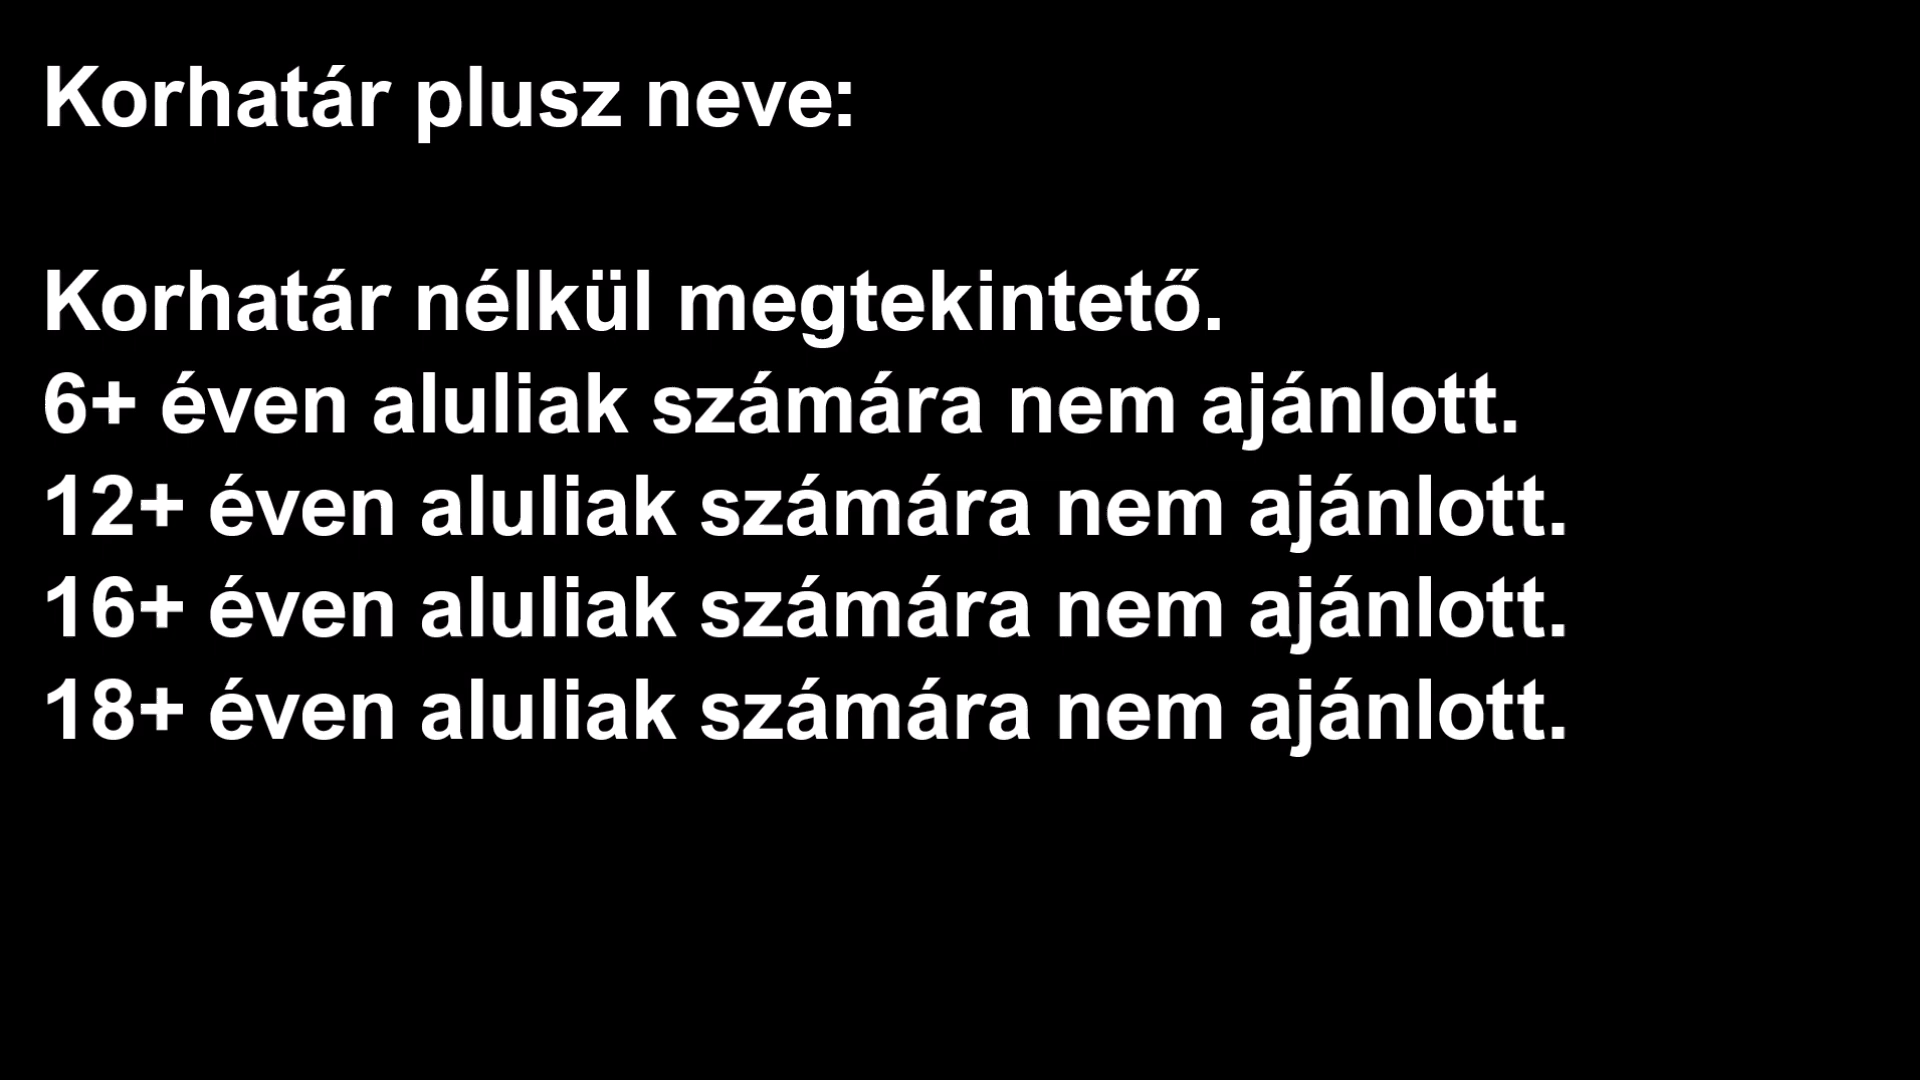 Korhatár plusz neve:
Korhatár nélkül megtekintető.
6+ éven aluliak számára nem ajánlott.
12+ éven aluliak számára nem ajánlott.
16+ éven aluliak számára nem ajánlott.
18+ éven aluliak számára nem ajánlott.